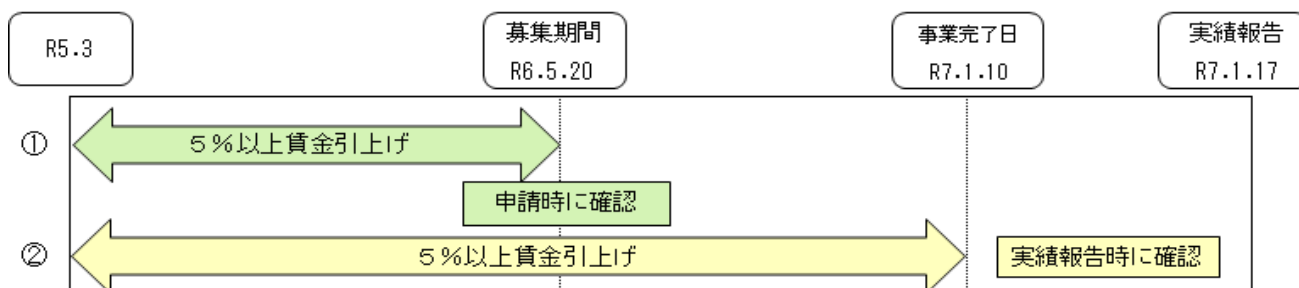 R5.3
募集期間
R6.5.20
事業完了日
R7.1.10
実績報告
R7.1.17
①
５％以上賃金引上げ
申請時に確認
②
５％以上賃金引上げ
実績報告時に確認